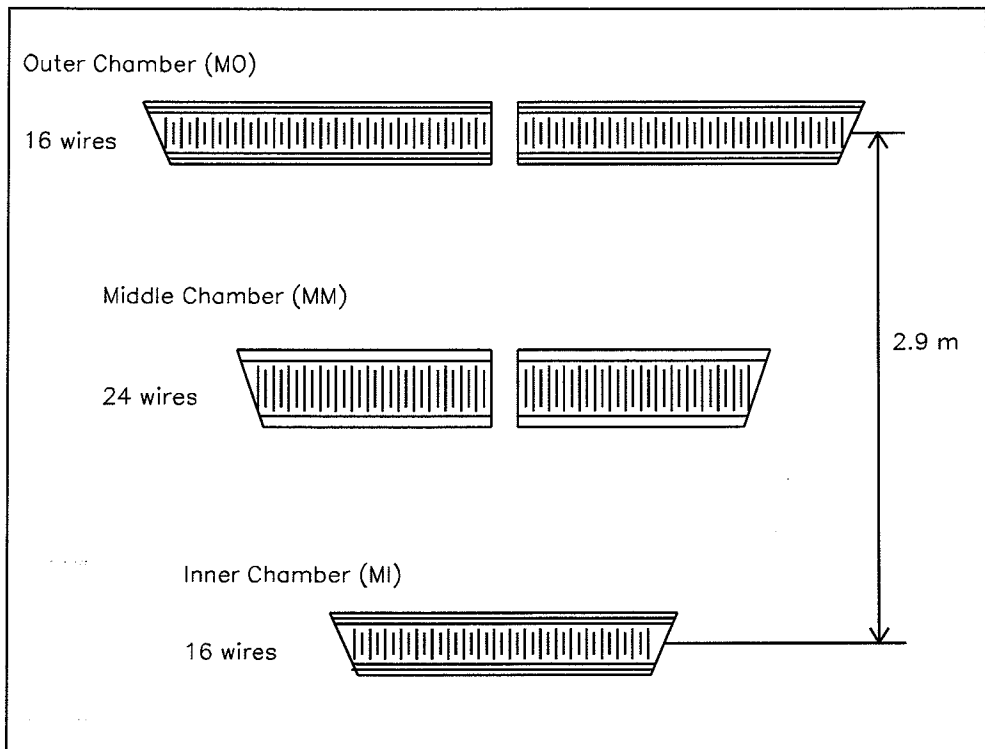 Outer Chamber (MO)
16 wires
Middle Chamber (MM)
24 wires
2.9 m
Inner Chamber (MI)
16 wires